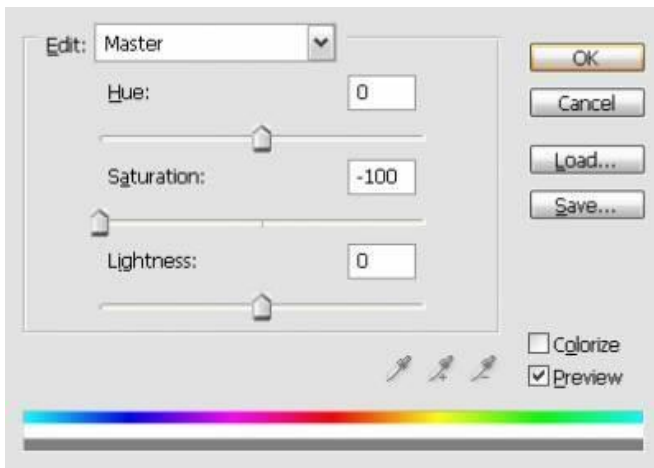 Edit: Master
OK
Hue: 0
Cancel
Saturation: -100
Load...
Save...
Lightness: 0
Colorize
Preview